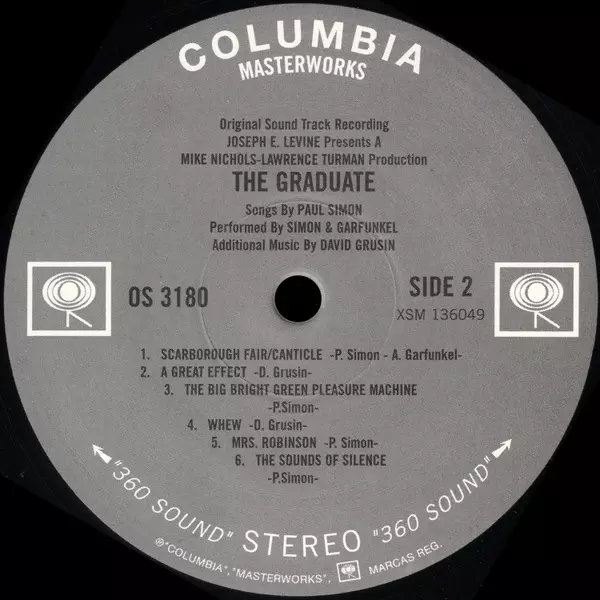 COLUMBIA
MASTERWORKS
Original Sound Track Recording
JOSEPH E. LEVINE Presents A
MIKE NICHOLS-LAWRENCE TURMAN Production
THE GRADUATE
Songs By PAUL SIMON
Performed By SIMON & GARFUNKEL
Additional Music By DAVID GRUSIN
OS 3180
SIDE 2
XSM 136049
1. SCARBOROUGH FAIR/CANTICLE -P. Simon - A. Garfunkel-
2. A GREAT EFFECT -D. Grusin-
3. THE BIG BRIGHT GREEN PLEASURE MACHINE
-P.Simon-
4. WHEW -D. Grusin-
5. MRS. ROBINSON -P. Simon-
6. THE SOUNDS OF SILENCE
-P.Simon-
"360 SOUND" STEREO "360 SOUND"
℗"COLUMBIA", "MASTERWORKS", MARCAS REG.